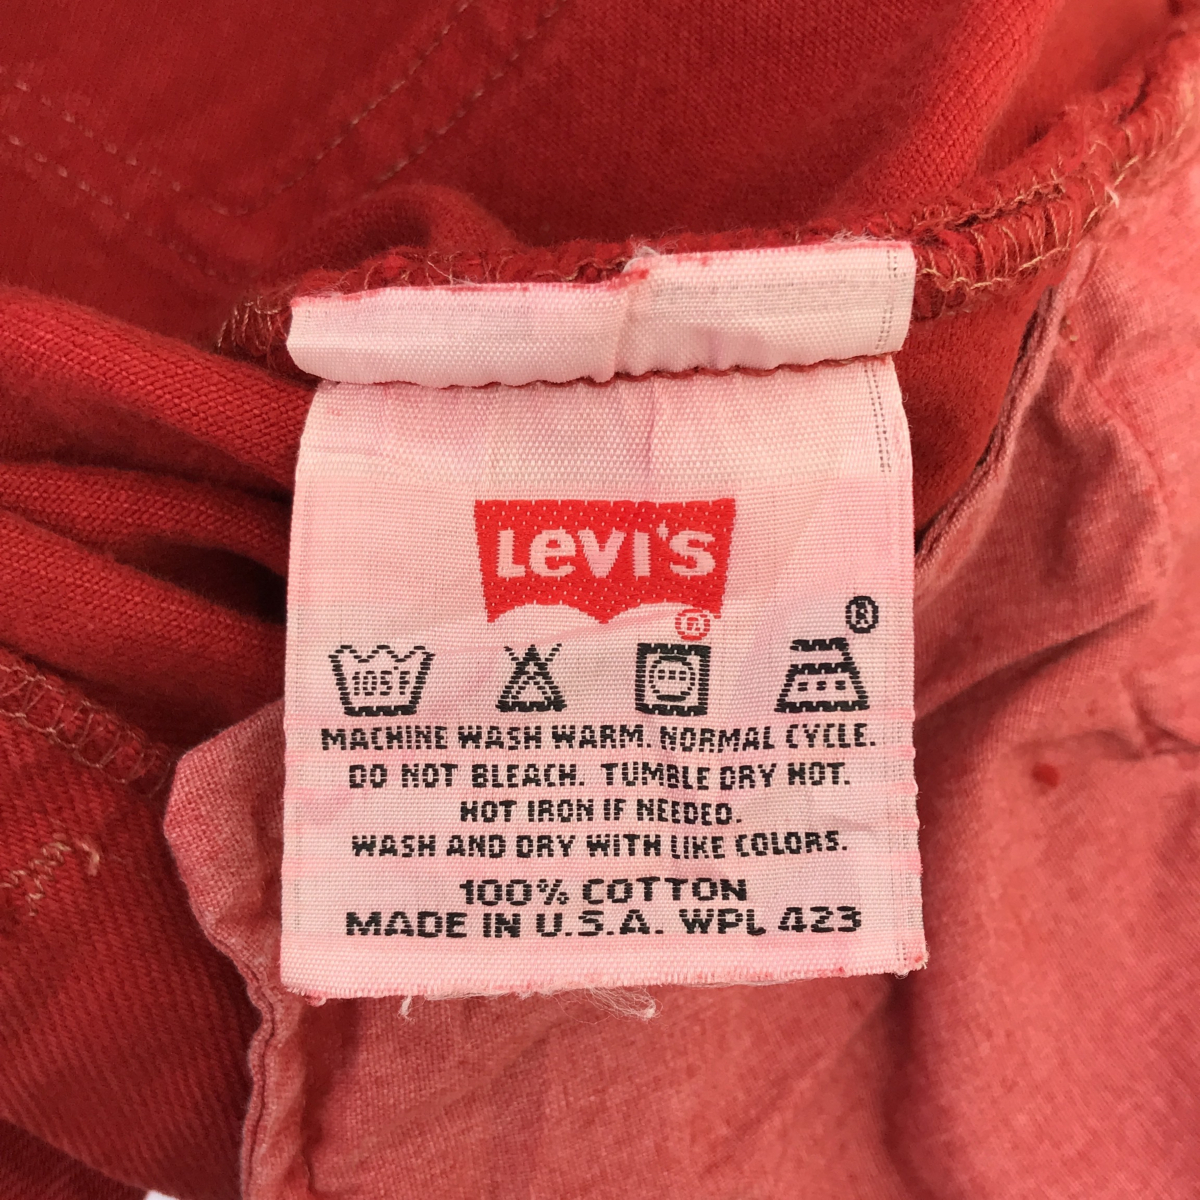 Levi's
®
105F
MACHINE WASH WARM. NORMAL CYCLE.
DO NOT BLEACH. TUMBLE DRY HOT.
HOT IRON IF NEEDED.
WASH AND DRY WITH LIKE COLORS.
100% COTTON
MADE IN U.S.A. WPL 423